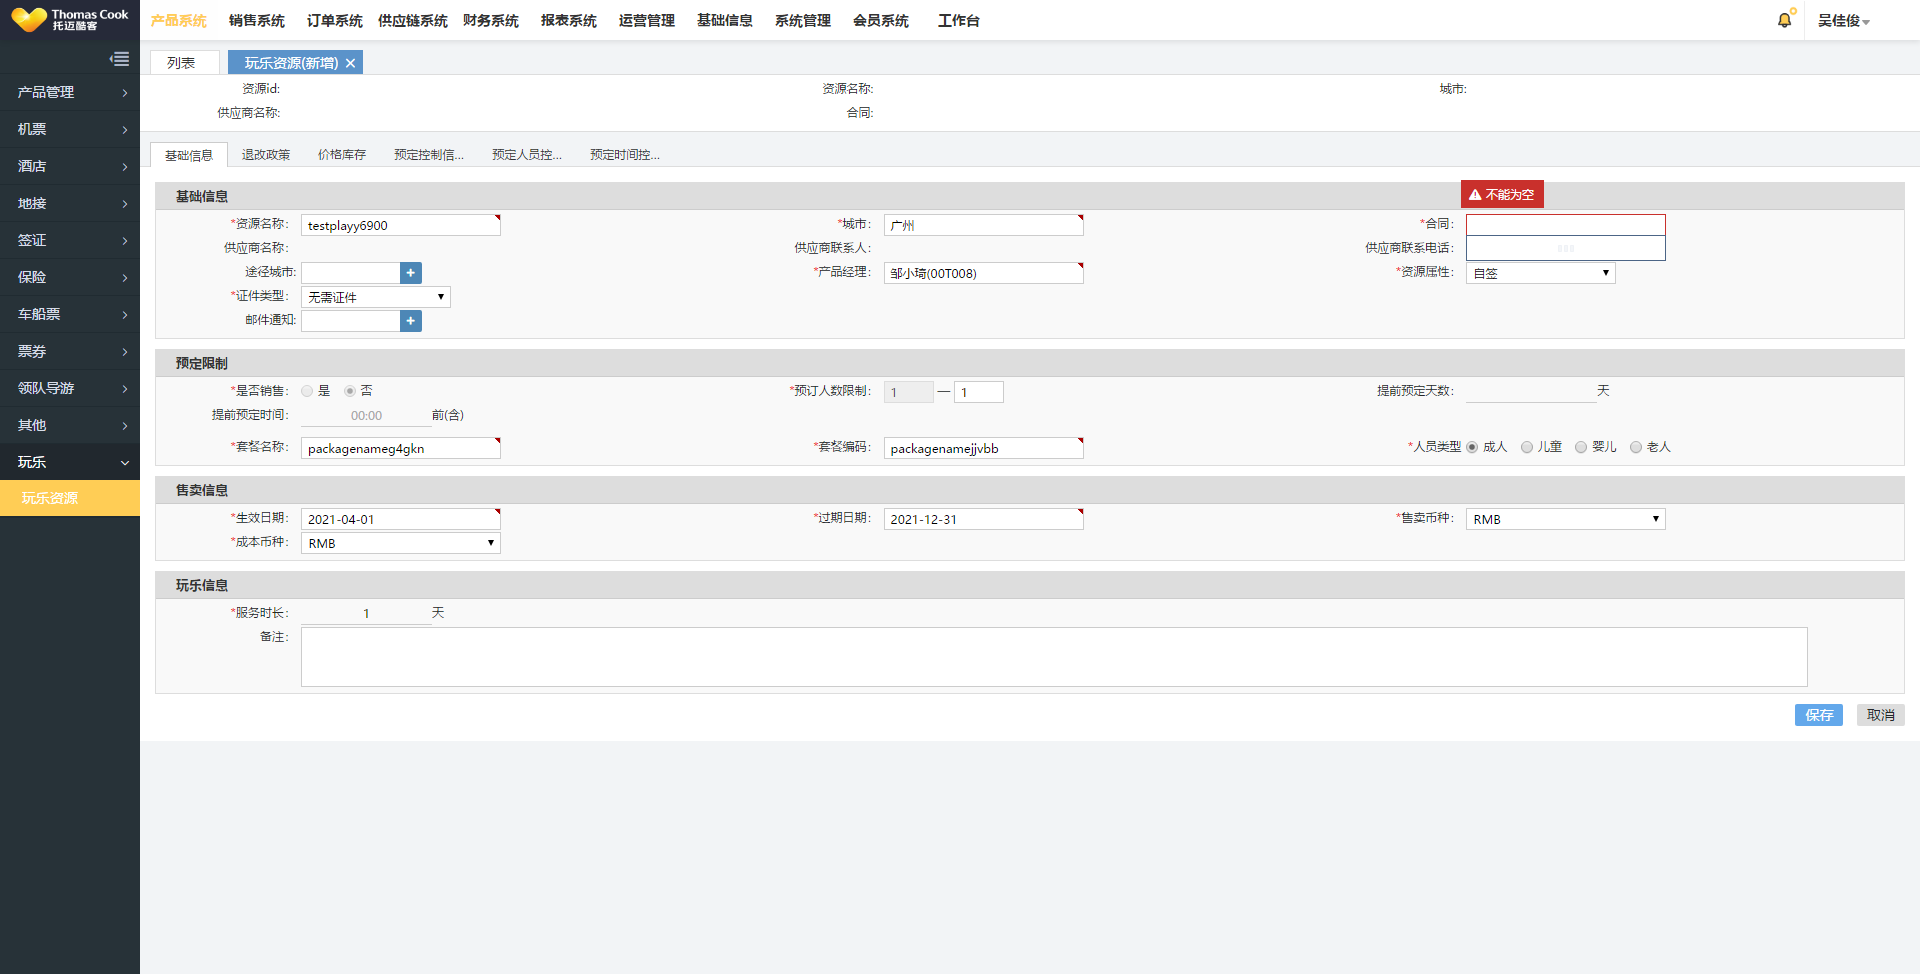 Thomas Cook
托迈酷客
产品系统 销售系统 订单系统 供应链系统 财务系统 报表系统 运营管理 基础信息 系统管理 会员系统 工作台
吴佳俊
产品管理
机票
酒店
地接
签证
保险
车船票
票券
领队导游
其他
玩乐
玩乐资源
列表 玩乐资源(新增)
资源id: 资源名称: 城市:
供应商名称: 合同:
基础信息 退改政策 价格库存 预定控制信... 预定人员控... 预定时间控...
基础信息
不能为空
*资源名称: testplayy6900 *城市: 广州 *合同:
供应商名称: 供应商联系人: 供应商联系电话:
途径城市: *产品经理: 邹小琦(00T008) *资源属性: 自签
*证件类型: 无需证件
邮件通知:
预定限制
*是否销售: 是 否 *预订人数限制: 1 — 1 提前预定天数: 天
提前预定时间: 00:00 前(含)
*套餐名称: packagenameg4gkn *套餐编码: packagenamejjvbb *人员类型 成人 儿童 婴儿 老人
售卖信息
*生效日期: 2021-04-01 *过期日期: 2021-12-31 *售卖币种: RMB
*成本币种: RMB
玩乐信息
*服务时长: 1 天
备注:
保存 取消